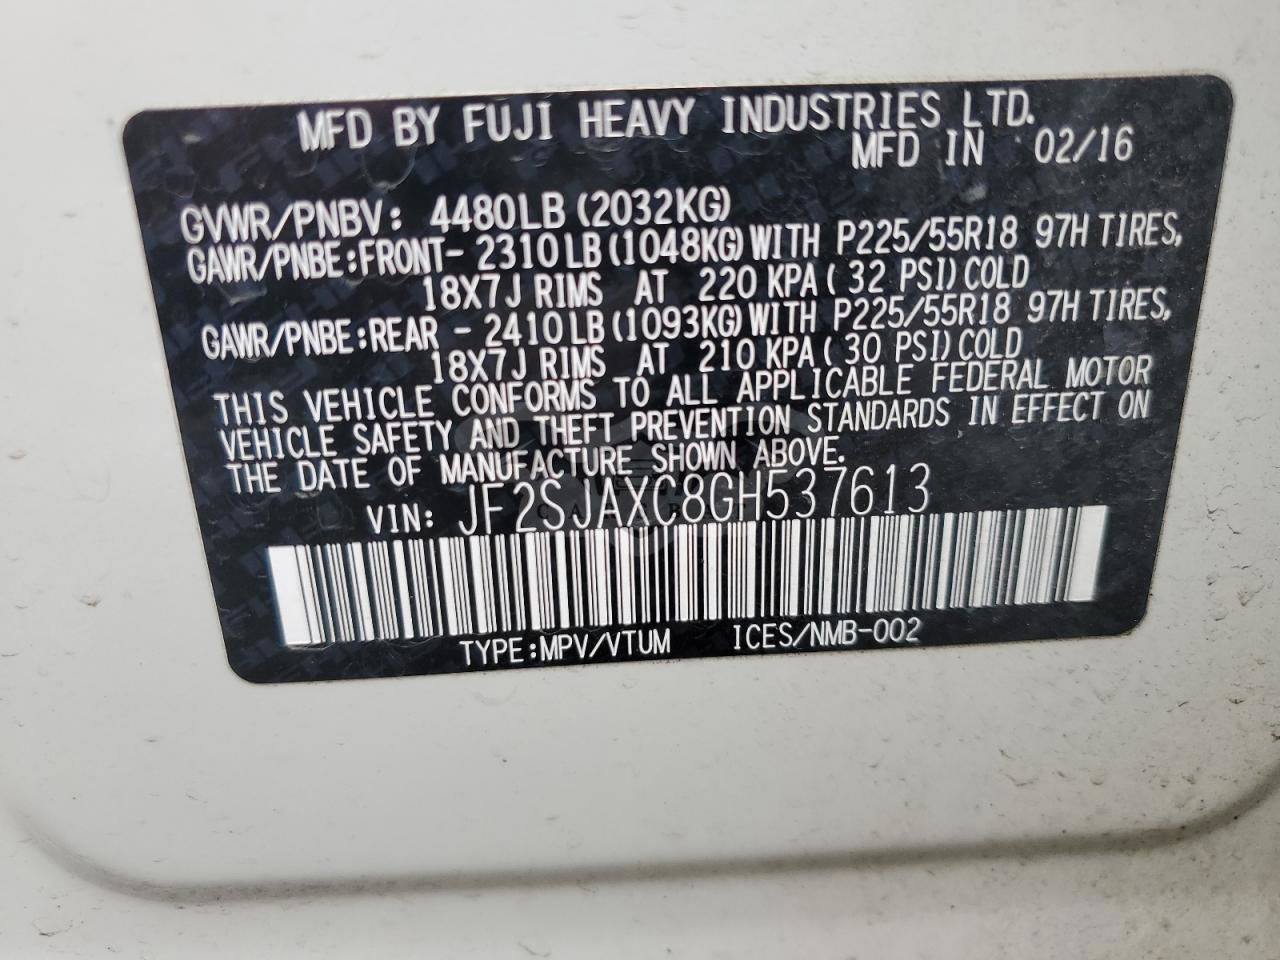 MFD BY FUJI HEAVY INDUSTRIES LTD.
MFD IN 02/16
GVWR/PNBV: 4480LB (2032KG)
GAWR/PNBE:FRONT- 2310LB (1048KG) WITH P225/55R18 97H TIRES,
18X7J RIMS AT 220 KPA ( 32 PSI) COLD
GAWR/PNBE:REAR - 2410LB (1093KG) WITH P225/55R18 97H TIRES,
18X7J RIMS AT 210 KPA ( 30 PSI) COLD
THIS VEHICLE CONFORMS TO ALL APPLICABLE FEDERAL MOTOR
VEHICLE SAFETY AND THEFT PREVENTION STANDARDS IN EFFECT ON
THE DATE OF MANUFACTURE SHOWN ABOVE.
VIN: JF2SJAXC8GH537613
TYPE:MPV/VTUM ICES/NMB-002